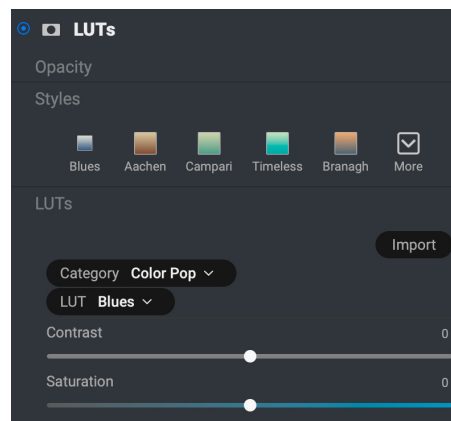 LUTs
Opacity
Styles
Blues Aachen Campari Timeless Branagh More
LUTs
Import
Category Color Pop
LUT Blues
Contrast 0
Saturation 0